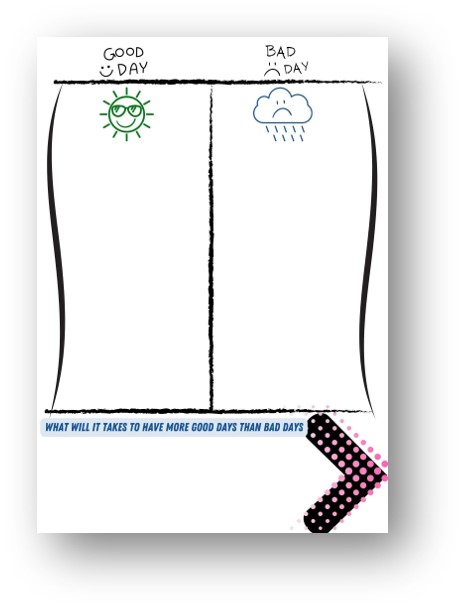 GOOD
DAY
BAD
DAY
WHAT WILL IT TAKES TO HAVE MORE GOOD DAYS THAN BAD DAYS